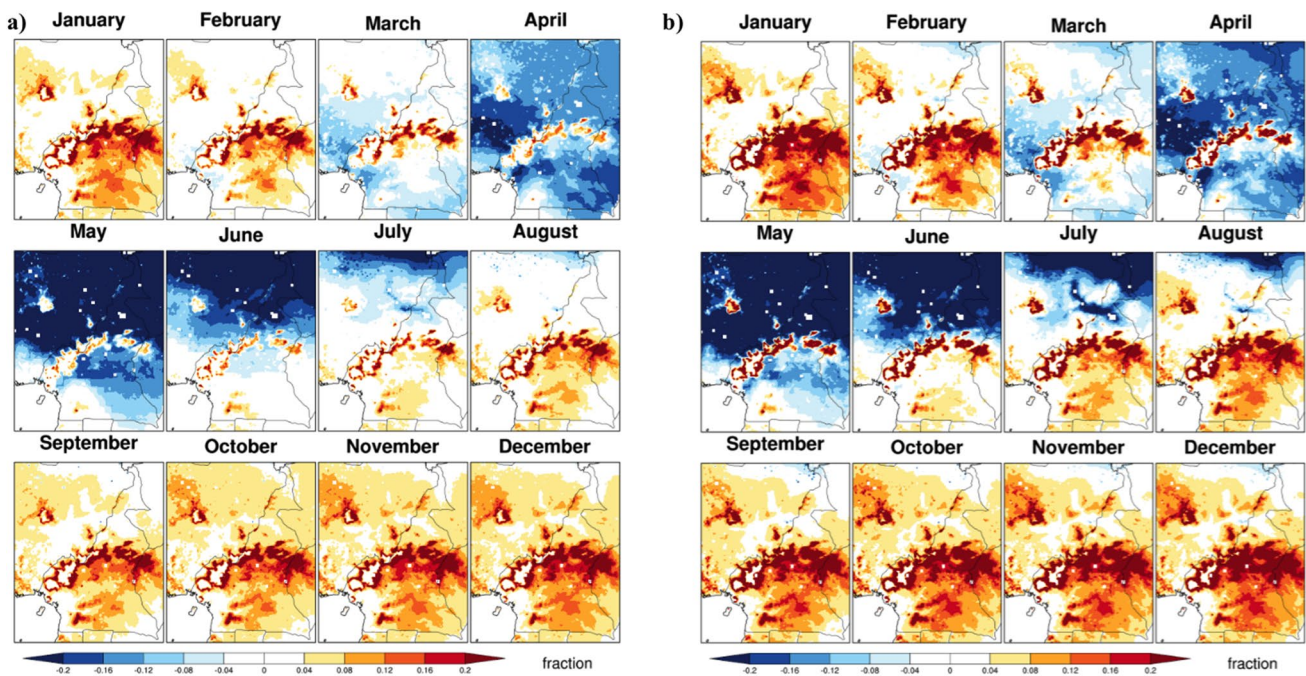 a)
January February March April
May June July August
September October November December
-0.2 -0.16 -0.12 -0.08 -0.04 0 0.04 0.08 0.12 0.16 0.2 fraction
b)
January February March April
May June July August
September October November December
-0.2 -0.16 -0.12 -0.08 -0.04 0 0.04 0.08 0.12 0.16 0.2 fraction